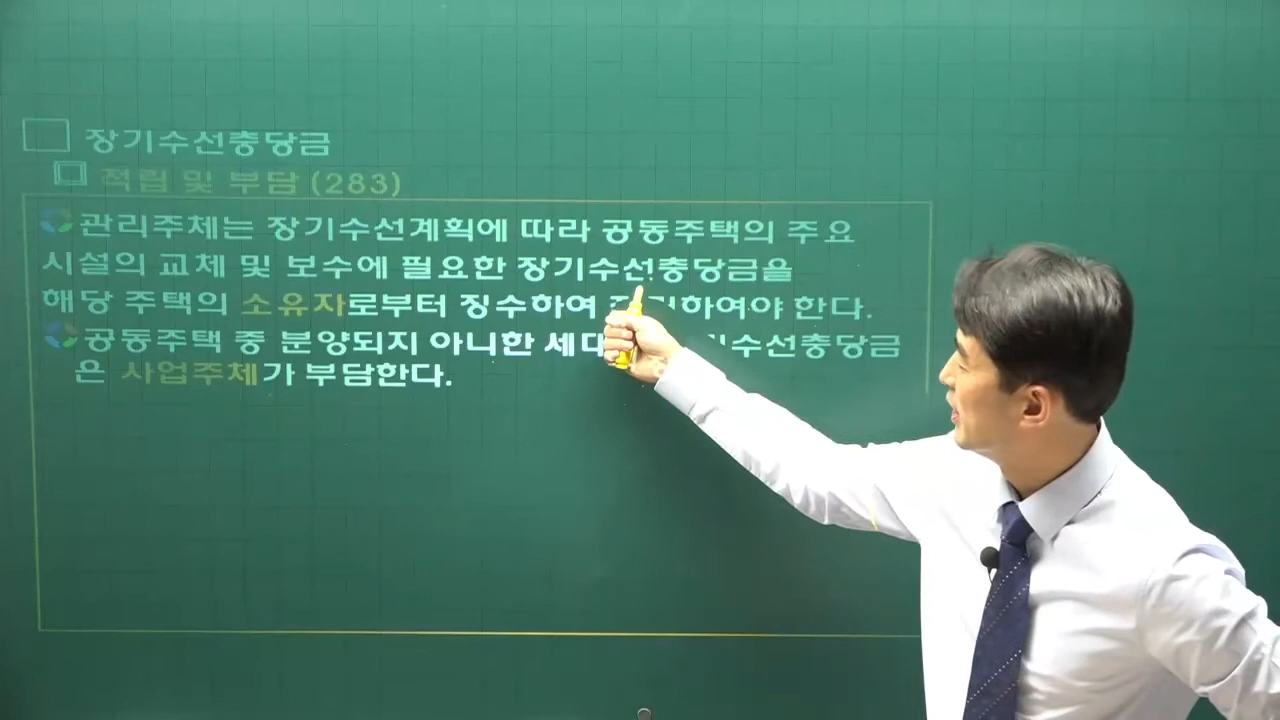 장기수선충당금
적립 및 부담 (283)
관리주체는 장기수선계획에 따라 공동주택의 주요
시설의 교체 및 보수에 필요한 장기수선충당금을
해당 주택의 소유자로부터 징수하여 하여야 한다.
공동주택 중 분양되지 아니한 세대 수선충당금
은 사업주체가 부담한다.